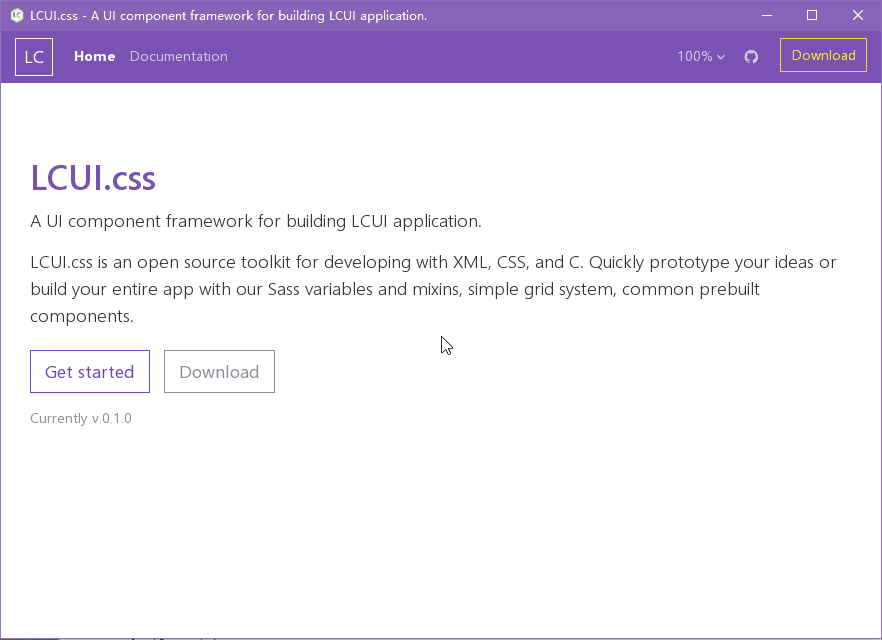 LCUI.css - A UI component framework for building LCUI application.
LC Home Documentation 100% Download
LCUI.css
A UI component framework for building LCUI application.
LCUI.css is an open source toolkit for developing with XML, CSS, and C. Quickly prototype your ideas or
build your entire app with our Sass variables and mixins, simple grid system, common prebuilt
components.
Get started Download
Currently v.0.1.0